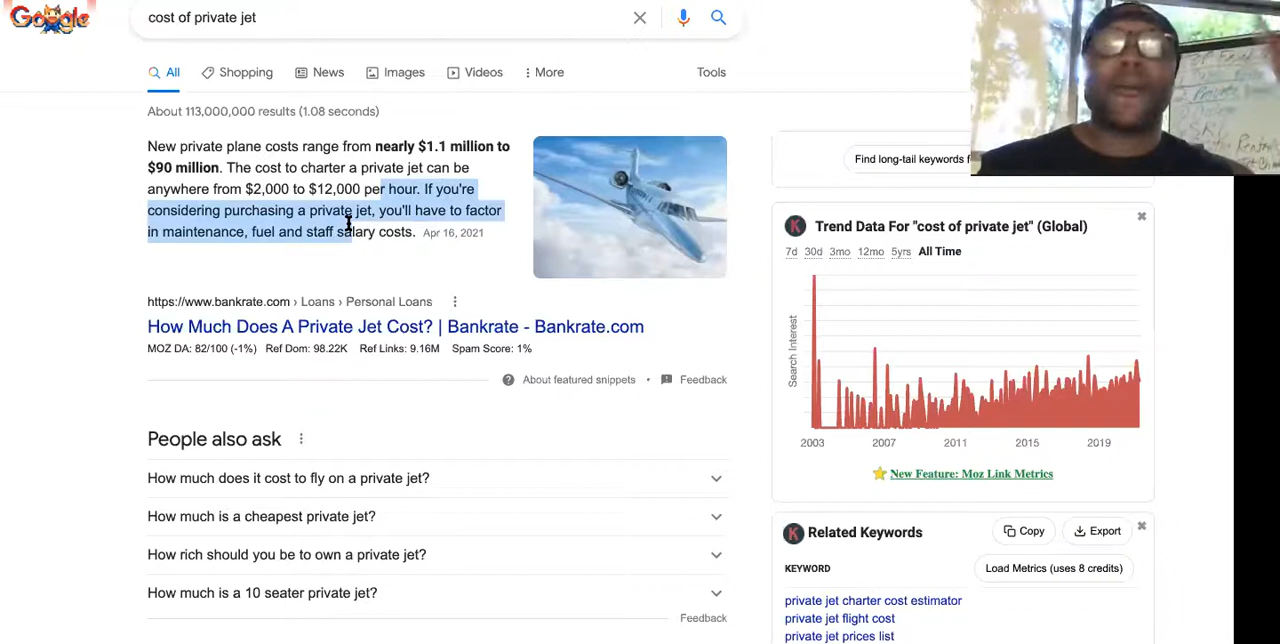 Google
cost of private jet
All
Shopping
News
Images
Videos
More
Tools
About 113,000,000 results (1.08 seconds)
New private plane costs range from nearly $1.1 million to
$90 million. The cost to charter a private jet can be
anywhere from $2,000 to $12,000 per hour. If you're
considering purchasing a private jet, you'll have to factor
in maintenance, fuel and staff salary costs. Apr 16, 2021
https://www.bankrate.com › Loans › Personal Loans
How Much Does A Private Jet Cost? | Bankrate - Bankrate.com
MOZ DA: 82/100 (-1%) Ref Dom: 98.22K Ref Links: 9.16M Spam Score: 1%
About featured snippets • Feedback
People also ask
How much does it cost to fly on a private jet?
How much is a cheapest private jet?
How rich should you be to own a private jet?
How much is a 10 seater private jet?
Feedback
Find long-tail keywords f
K Trend Data For "cost of private jet" (Global)
7d 30d 3mo 12mo 5yrs All Time
Search Interest
2003 2007 2011 2015 2019
New Feature: Moz Link Metrics
K Related Keywords
Copy
Export
KEYWORD
Load Metrics (uses 8 credits)
private jet charter cost estimator
private jet flight cost
private jet prices list